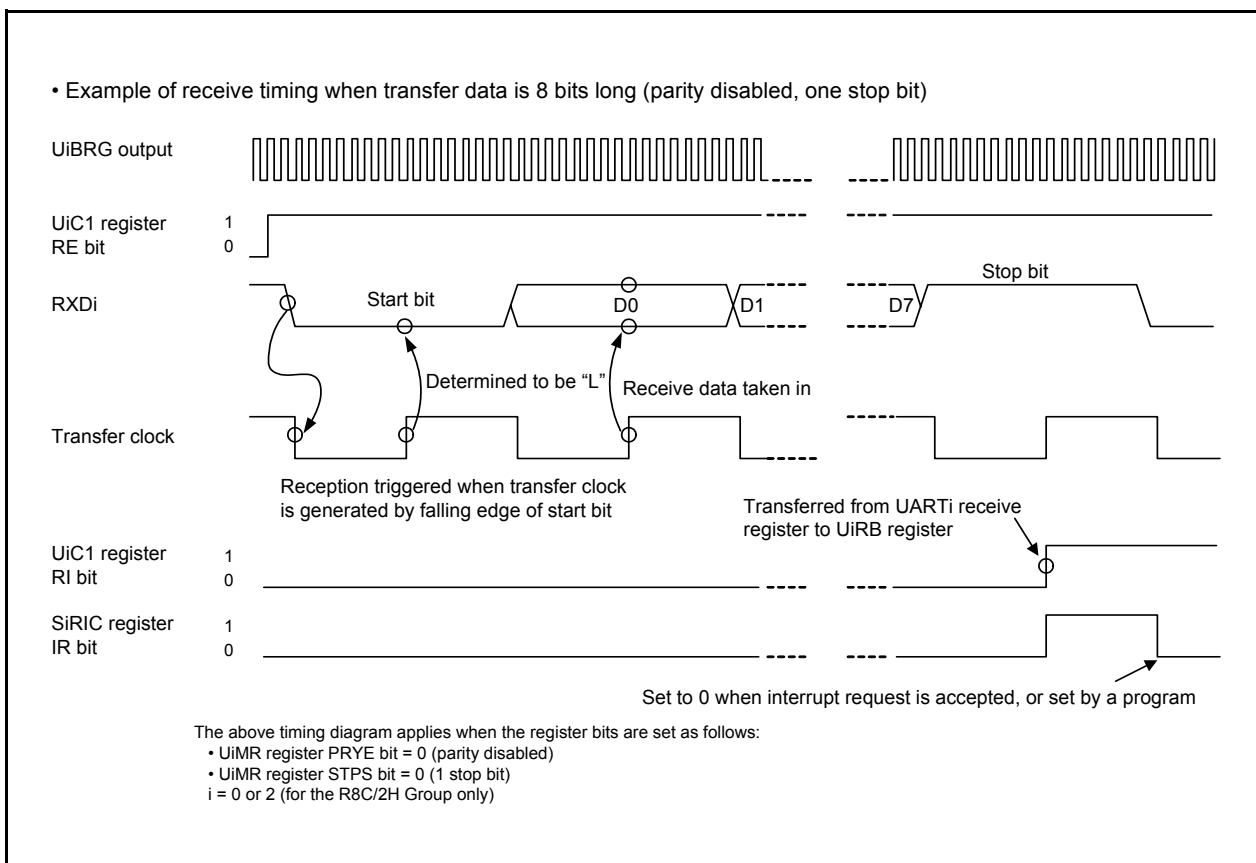 • Example of receive timing when transfer data is 8 bits long (parity disabled, one stop bit)
UiBRG output
UiC1 register
RE bit
1
0
RXDi
Start bit
D0
D1
D7
Stop bit
Determined to be “L”
Receive data taken in
Transfer clock
Reception triggered when transfer clock
is generated by falling edge of start bit
Transferred from UARTi receive
register to UiRB register
UiC1 register
RI bit
1
0
SiRIC register
IR bit
1
0
Set to 0 when interrupt request is accepted, or set by a program
The above timing diagram applies when the register bits are set as follows:
• UiMR register PRYE bit = 0 (parity disabled)
• UiMR register STPS bit = 0 (1 stop bit)
i = 0 or 2 (for the R8C/2H Group only)